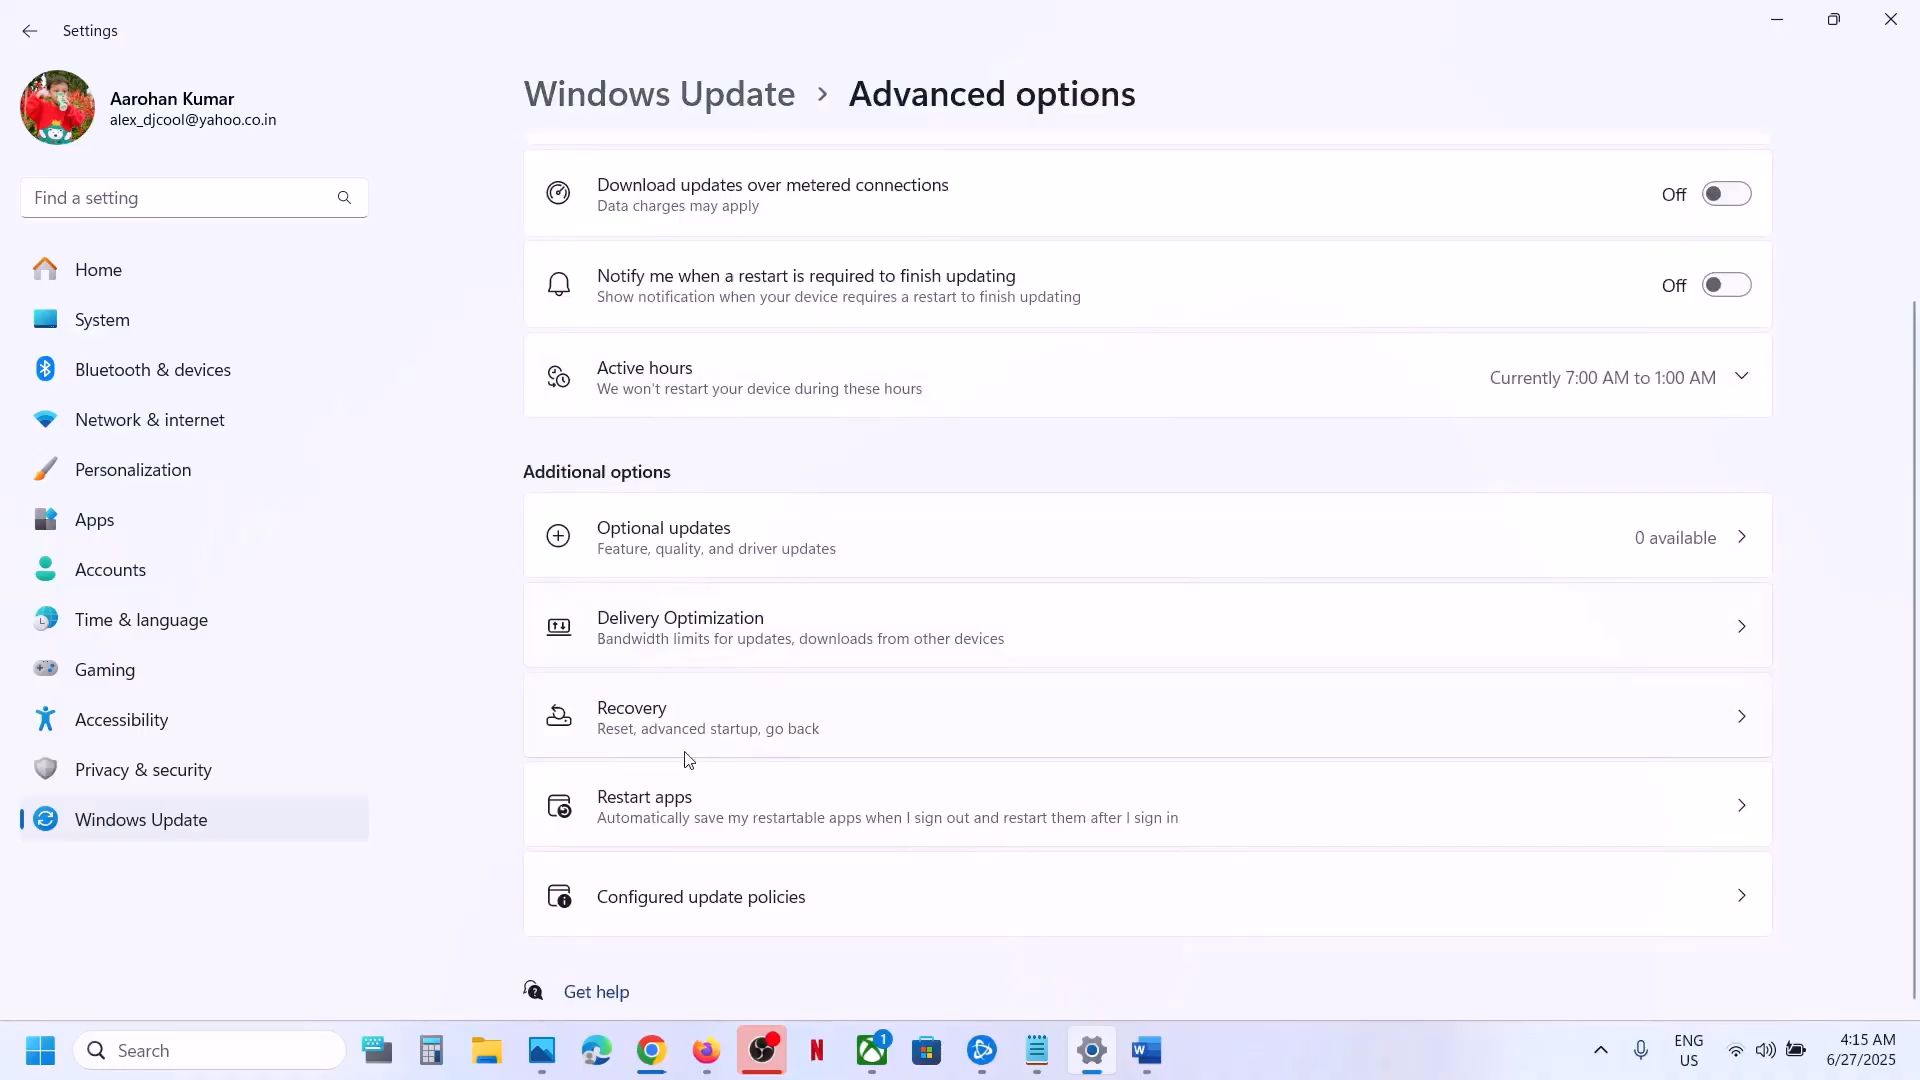 Settings
Aarohan Kumar
alex_djcool@yahoo.co.in
Find a setting
Home
System
Bluetooth & devices
Network & internet
Personalization
Apps
Accounts
Time & language
Gaming
Accessibility
Privacy & security
Windows Update
Windows Update > Advanced options
Download updates over metered connections
Data charges may apply
Off
Notify me when a restart is required to finish updating
Show notification when your device requires a restart to finish updating
Off
Active hours
We won't restart your device during these hours
Currently 7:00 AM to 1:00 AM
Additional options
Optional updates
Feature, quality, and driver updates
0 available
Delivery Optimization
Bandwidth limits for updates, downloads from other devices
Recovery
Reset, advanced startup, go back
Restart apps
Automatically save my restartable apps when I sign out and restart them after I sign in
Configured update policies
Get help
Search
1
ENG
US
4:15 AM
6/27/2025